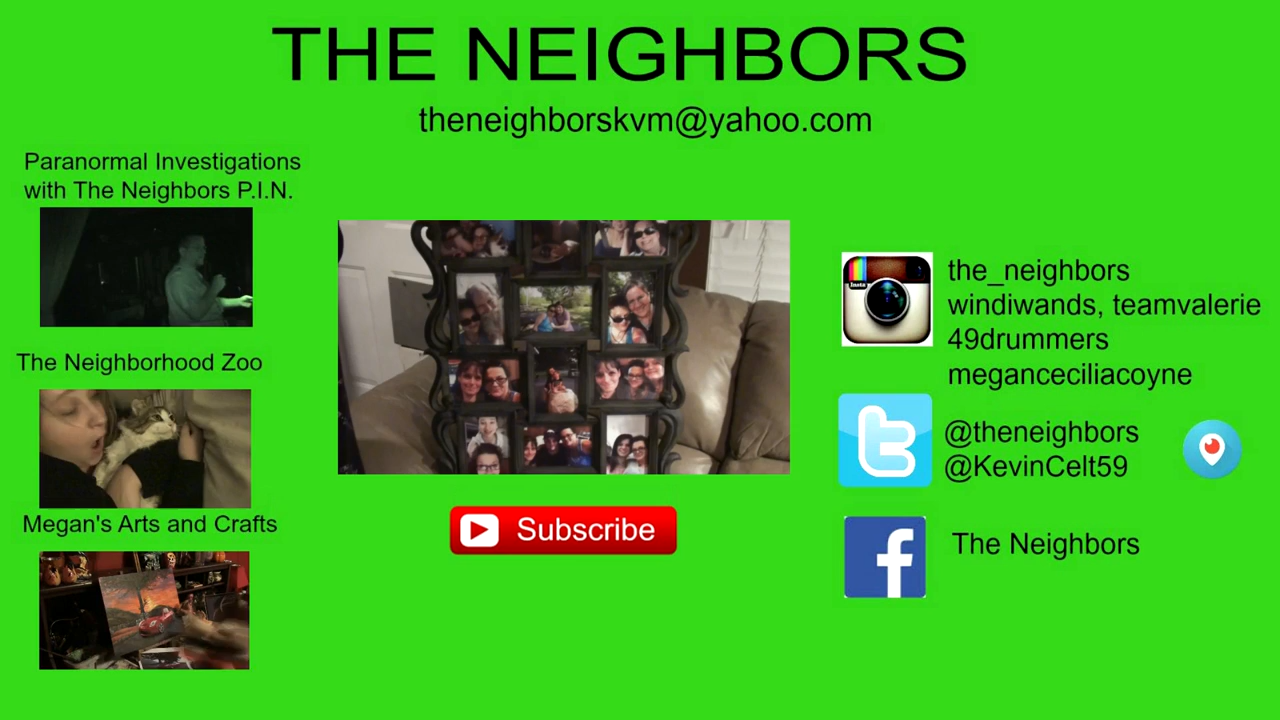 THE NEIGHBORS
theneighborskvm@yahoo.com
Paranormal Investigations
with The Neighbors P.I.N.
The Neighborhood Zoo
Megan's Arts and Crafts
Subscribe
Insta
the_neighbors
windiwands, teamvalerie
49drummers
meganceciliacoyne
@theneighbors
@KevinCelt59
The Neighbors